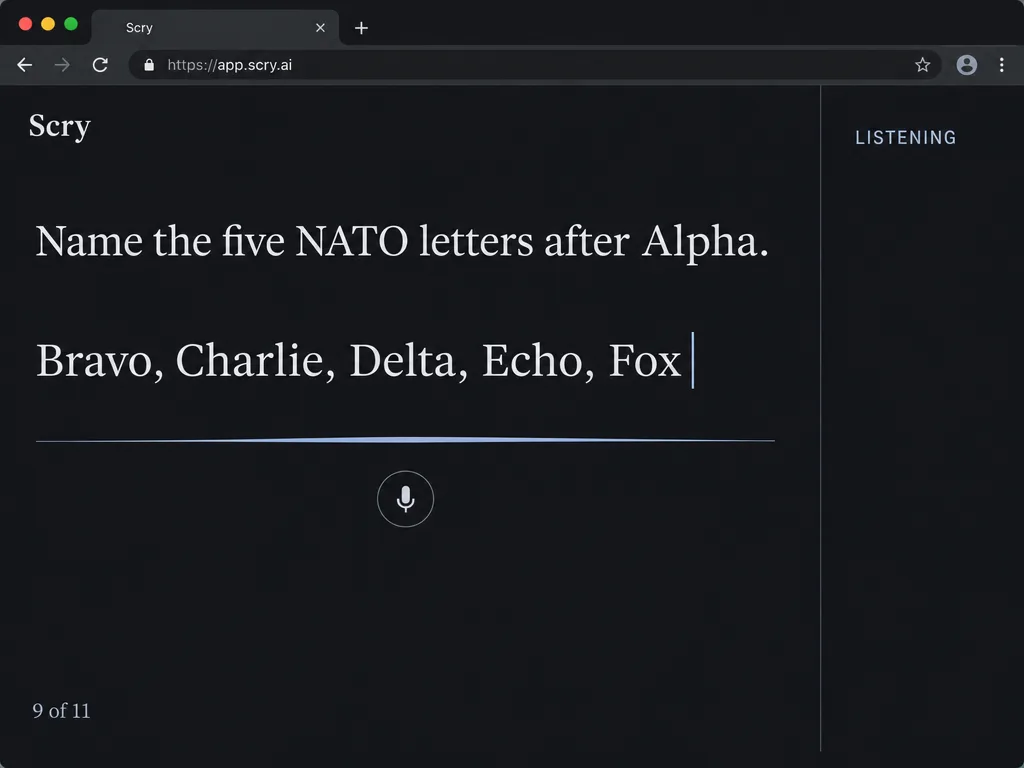 Scry
https://app.scry.ai
Scry
LISTENING
Name the five NATO letters after Alpha.
Bravo, Charlie, Delta, Echo, Fox
9 of 11